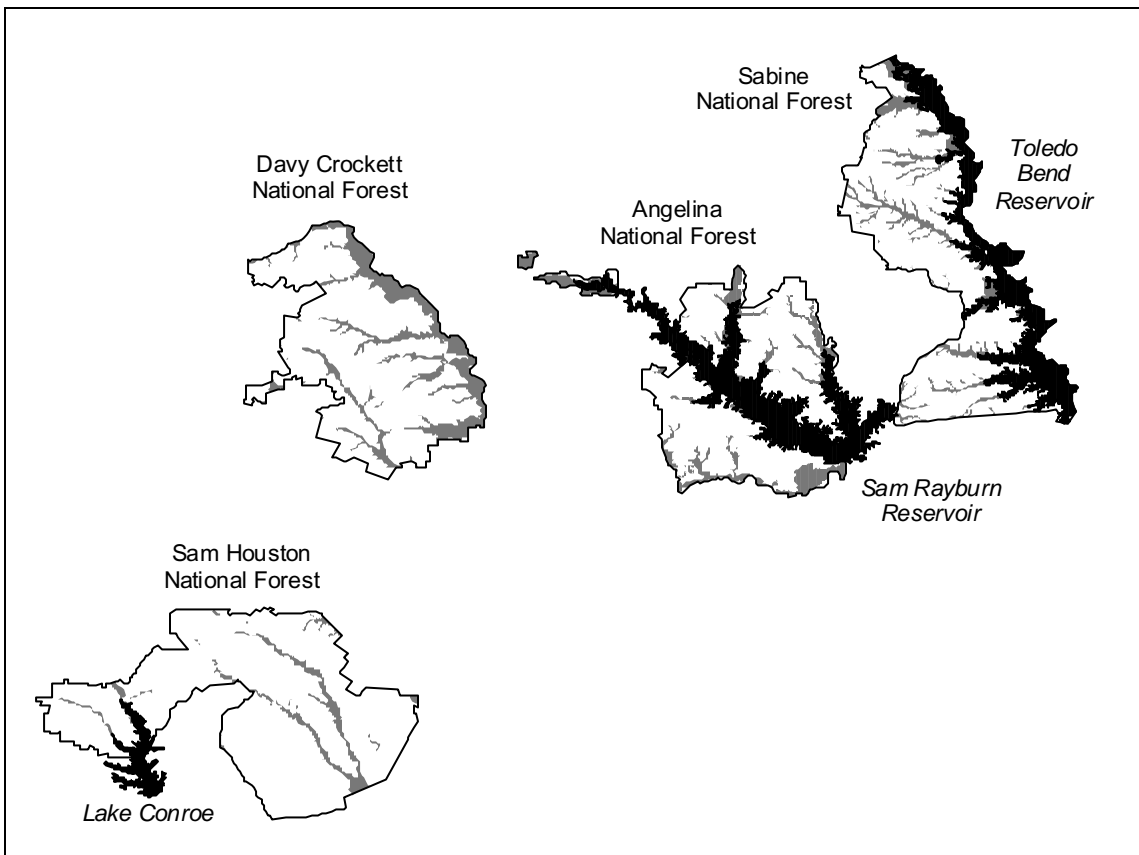 Sabine
National Forest
Toledo
Bend
Reservoir
Davy Crockett
National Forest
Angelina
National Forest
Sam Rayburn
Reservoir
Sam Houston
National Forest
Lake Conroe